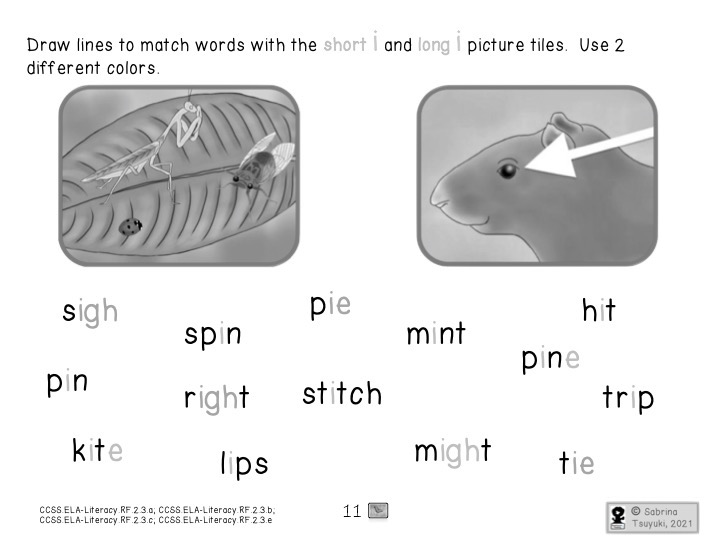 Draw lines to match words with the short i and long i picture tiles. Use 2
different colors.
sigh
pie
hit
spin
mint
pine
pin
right
stitch
trip
kite
lips
might
tie
CCSS.ELA-Literacy.RF.2.3.a; CCSS.ELA-Literacy.RF.2.3.b;
CCSS.ELA-Literacy.RF.2.3.c; CCSS.ELA-Literacy.RF.2.3.e
11
© Sabrina
Tsuyuki, 2021